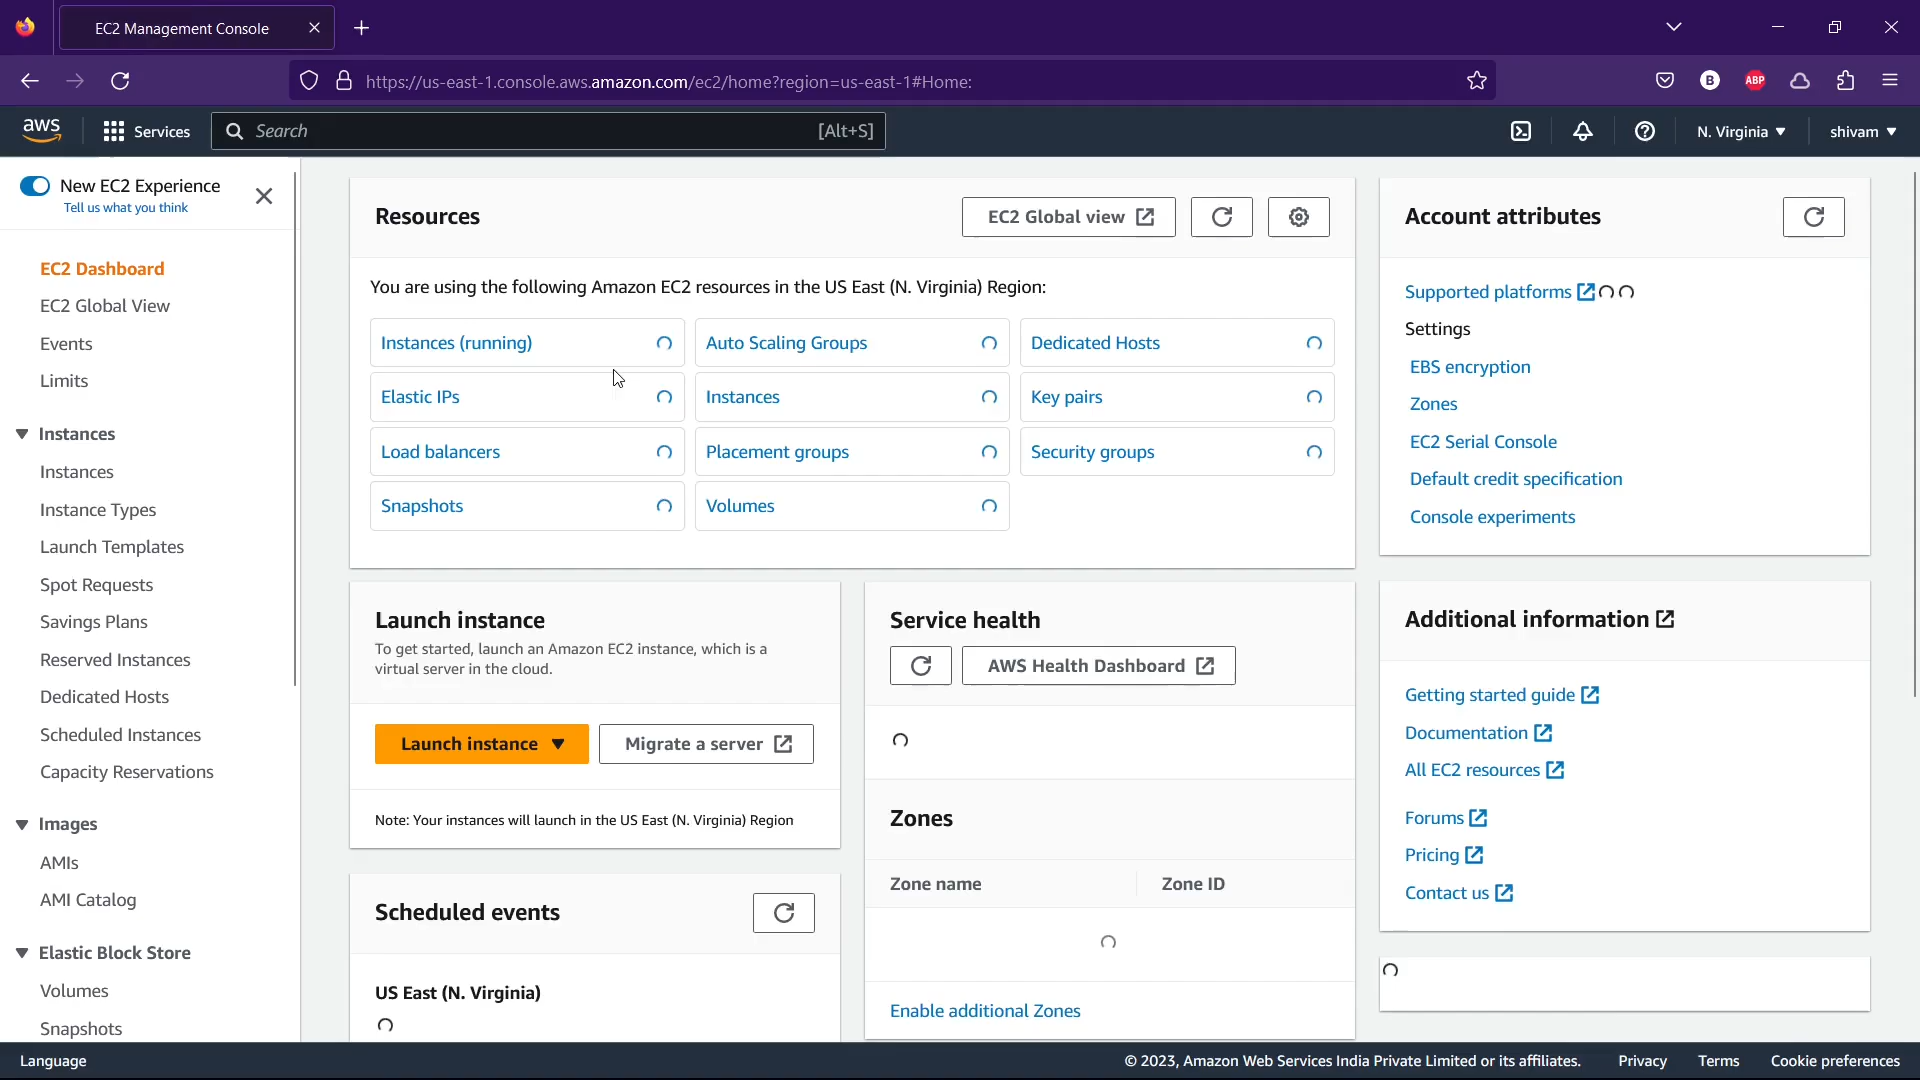 EC2 Management Console
https://us-east-1.console.aws.amazon.com/ec2/home?region=us-east-1#Home:
B
ABP
aws
Services
Search
[Alt+S]
N. Virginia
shivam
New EC2 Experience
Tell us what you think
EC2 Dashboard
EC2 Global View
Events
Limits
Instances
Instances
Instance Types
Launch Templates
Spot Requests
Savings Plans
Reserved Instances
Dedicated Hosts
Scheduled Instances
Capacity Reservations
Images
AMIs
AMI Catalog
Elastic Block Store
Volumes
Snapshots
Resources
EC2 Global view
You are using the following Amazon EC2 resources in the US East (N. Virginia) Region:
Instances (running)
Auto Scaling Groups
Dedicated Hosts
Elastic IPs
Instances
Key pairs
Load balancers
Placement groups
Security groups
Snapshots
Volumes
Launch instance
To get started, launch an Amazon EC2 instance, which is a
virtual server in the cloud.
Launch instance
Migrate a server
Note: Your instances will launch in the US East (N. Virginia) Region
Scheduled events
US East (N. Virginia)
Service health
AWS Health Dashboard
Zones
Zone name
Zone ID
Enable additional Zones
Account attributes
Supported platforms
Settings
EBS encryption
Zones
EC2 Serial Console
Default credit specification
Console experiments
Additional information
Getting started guide
Documentation
All EC2 resources
Forums
Pricing
Contact us
Language
© 2023, Amazon Web Services India Private Limited or its affiliates.
Privacy
Terms
Cookie preferences